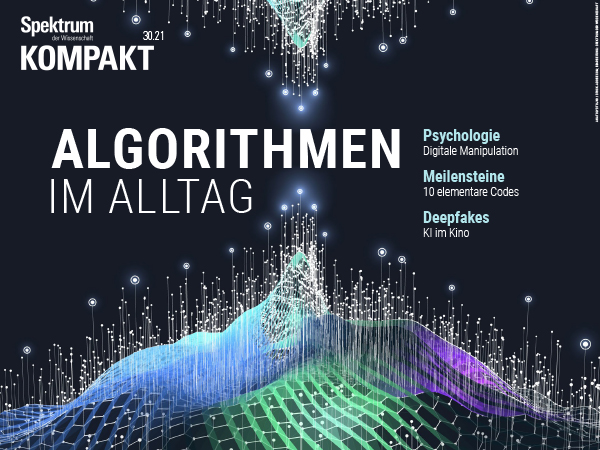 Spektrum
der Wissenschaft
30.21
KOMPAKT
ALGORITHMEN
IM ALLTAG
Psychologie
Digitale Manipulation
Meilensteine
10 elementare Codes
Deepfakes
KI im Kino